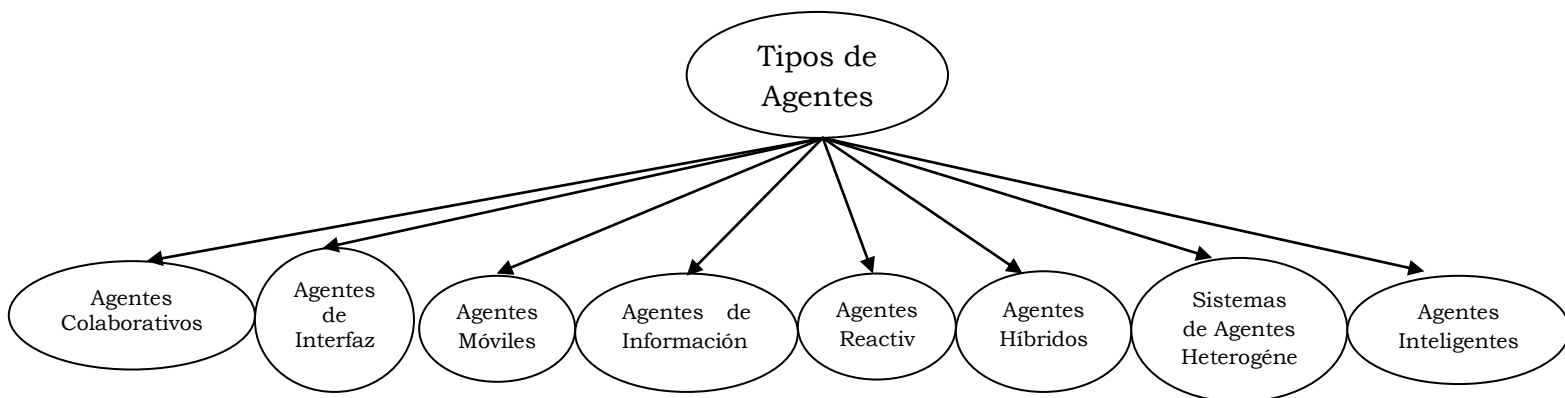 Tipos de
Agentes
Agentes
Colaborativos
Agentes
de
Interfaz
Agentes
Móviles
Agentes de
Información
Agentes
Reactiv
Agentes
Híbridos
Sistemas
de Agentes
Heterogéne
Agentes
Inteligentes